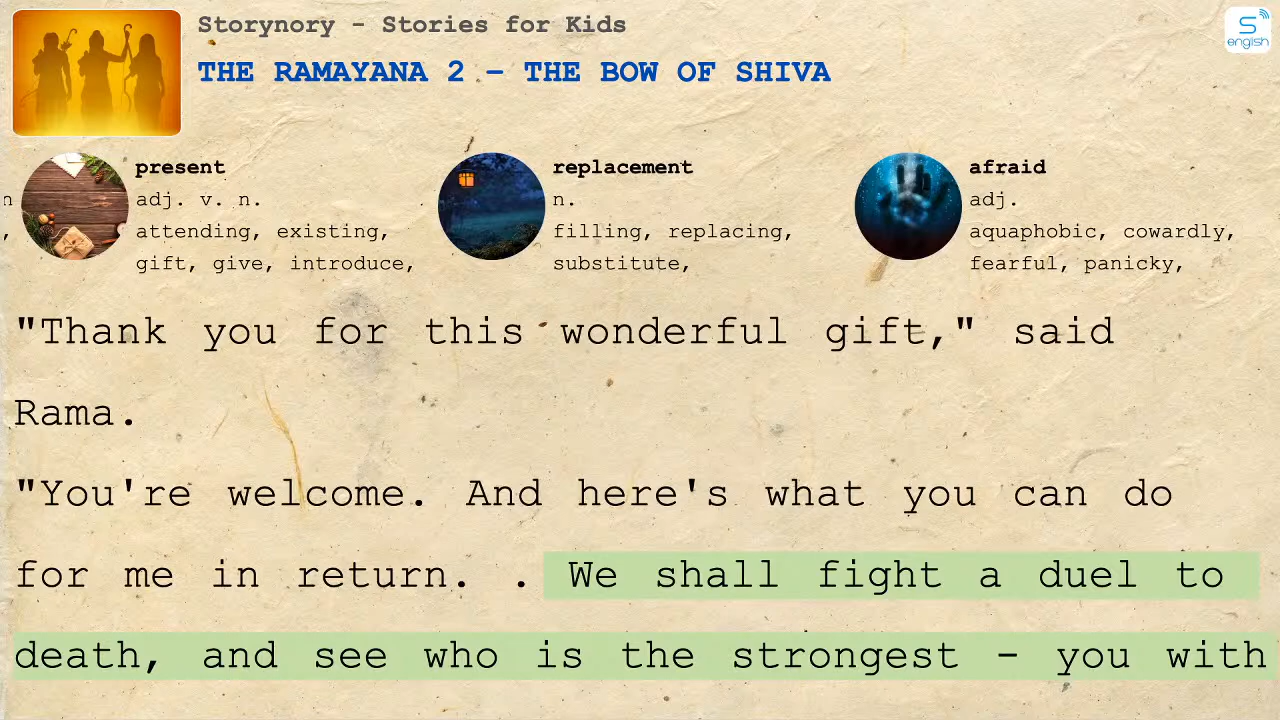 Storynory - Stories for Kids
THE RAMAYANA 2 – THE BOW OF SHIVA
S
english
n
,
present
adj. v. n.
attending, existing,
gift, give, introduce,
replacement
n.
filling, replacing,
substitute,
afraid
adj.
aquaphobic, cowardly,
fearful, panicky,
"Thank you for this wonderful gift," said
Rama.
"You're welcome. And here's what you can do
for me in return. . We shall fight a duel to
death, and see who is the strongest - you with